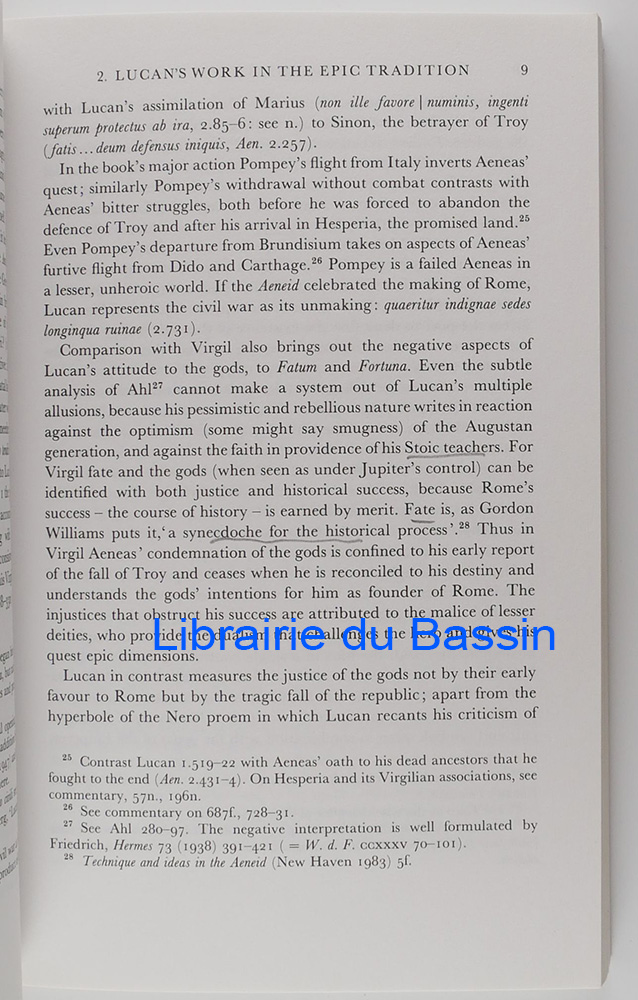 2. LUCAN'S WORK IN THE EPIC TRADITION 9
with Lucan's assimilation of Marius (non ille favore | numinis, ingenti
superum protectus ab ira, 2.85–6: see n.) to Sinon, the betrayer of Troy
(fatis... deum defensus iniquis, Aen. 2.257).
In the book's major action Pompey's flight from Italy inverts Aeneas'
quest; similarly Pompey's withdrawal without combat contrasts with
Aeneas' bitter struggles, both before he was forced to abandon the
defence of Troy and after his arrival in Hesperia, the promised land.²⁵
Even Pompey's departure from Brundisium takes on aspects of Aeneas'
furtive flight from Dido and Carthage.²⁶ Pompey is a failed Aeneas in
a lesser, unheroic world. If the Aeneid celebrated the making of Rome,
Lucan represents the civil war as its unmaking: quaeritur indignae sedes
longinqua ruinae (2.731).
Comparison with Virgil also brings out the negative aspects of
Lucan's attitude to the gods, to Fatum and Fortuna. Even the subtle
analysis of Ahl²⁷ cannot make a system out of Lucan's multiple
allusions, because his pessimistic and rebellious nature writes in reaction
against the optimism (some might say smugness) of the Augustan
generation, and against the faith in providence of his Stoic teachers. For
Virgil fate and the gods (when seen as under Jupiter's control) can be
identified with both justice and historical success, because Rome's
success – the course of history – is earned by merit. Fate is, as Gordon
Williams puts it,'a synecdoche for the historical process'.²⁸ Thus in
Virgil Aeneas' condemnation of the gods is confined to his early report
of the fall of Troy and ceases when he is reconciled to his destiny and
understands the gods' intentions for him as founder of Rome. The
injustices that obstruct his success are attributed to the malice of lesser
deities, who provide the dualism that challenges the hero and gives his
Librairie du Bassin
quest epic dimensions.
Lucan in contrast measures the justice of the gods not by their early
favour to Rome but by the tragic fall of the republic; apart from the
hyperbole of the Nero proem in which Lucan recants his criticism of
²⁵ Contrast Lucan 1.519–22 with Aeneas' oath to his dead ancestors that he
fought to the end (Aen. 2.431–4). On Hesperia and its Virgilian associations, see
commentary, 57n., 196n.
²⁶ See commentary on 687f., 728–31.
²⁷ See Ahl 280–97. The negative interpretation is well formulated by
Friedrich, Hermes 73 (1938) 391–421 ( = W. d. F. CCXXXV 70–101).
²⁸ Technique and ideas in the Aeneid (New Haven 1983) 5f.